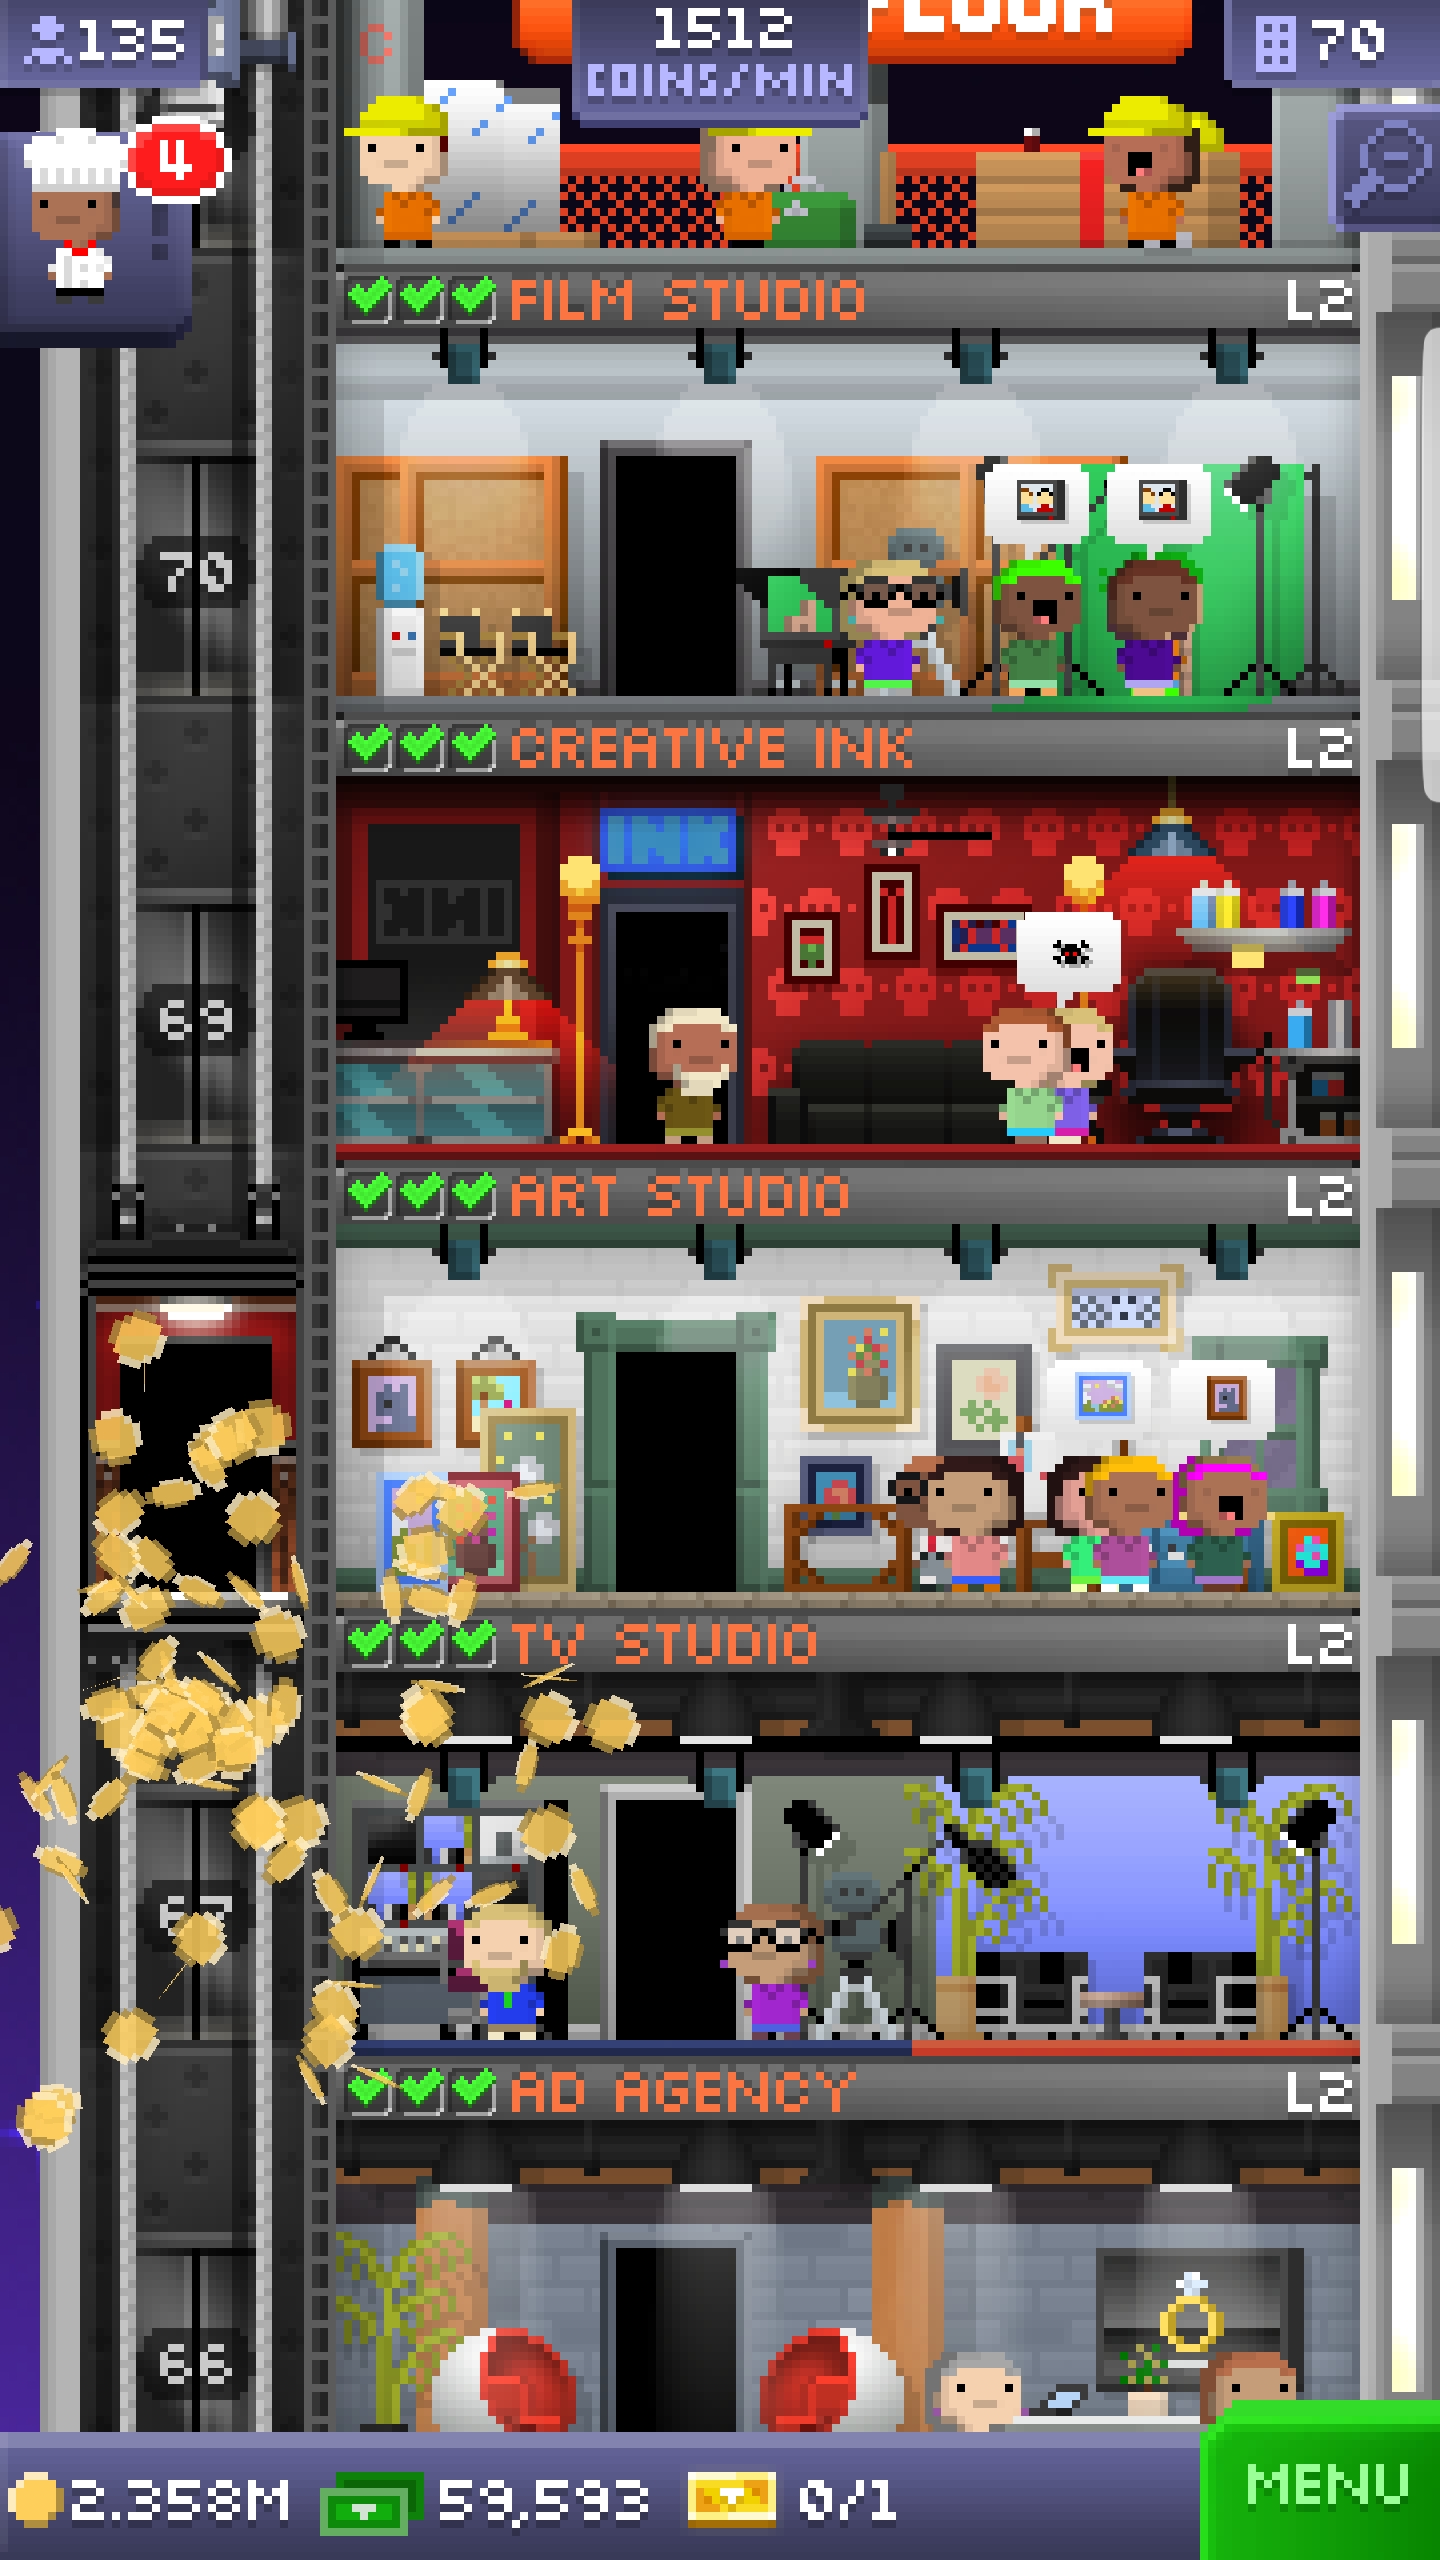 135
1512
COINS/MIN
FLOOR
70
4
FILM STUDIO L2
70
CREATIVE INK L2
INK
69
ART STUDIO L2
TV STUDIO L2
67
AD AGENCY L2
66
2.358M 59,593 0/1
MENU